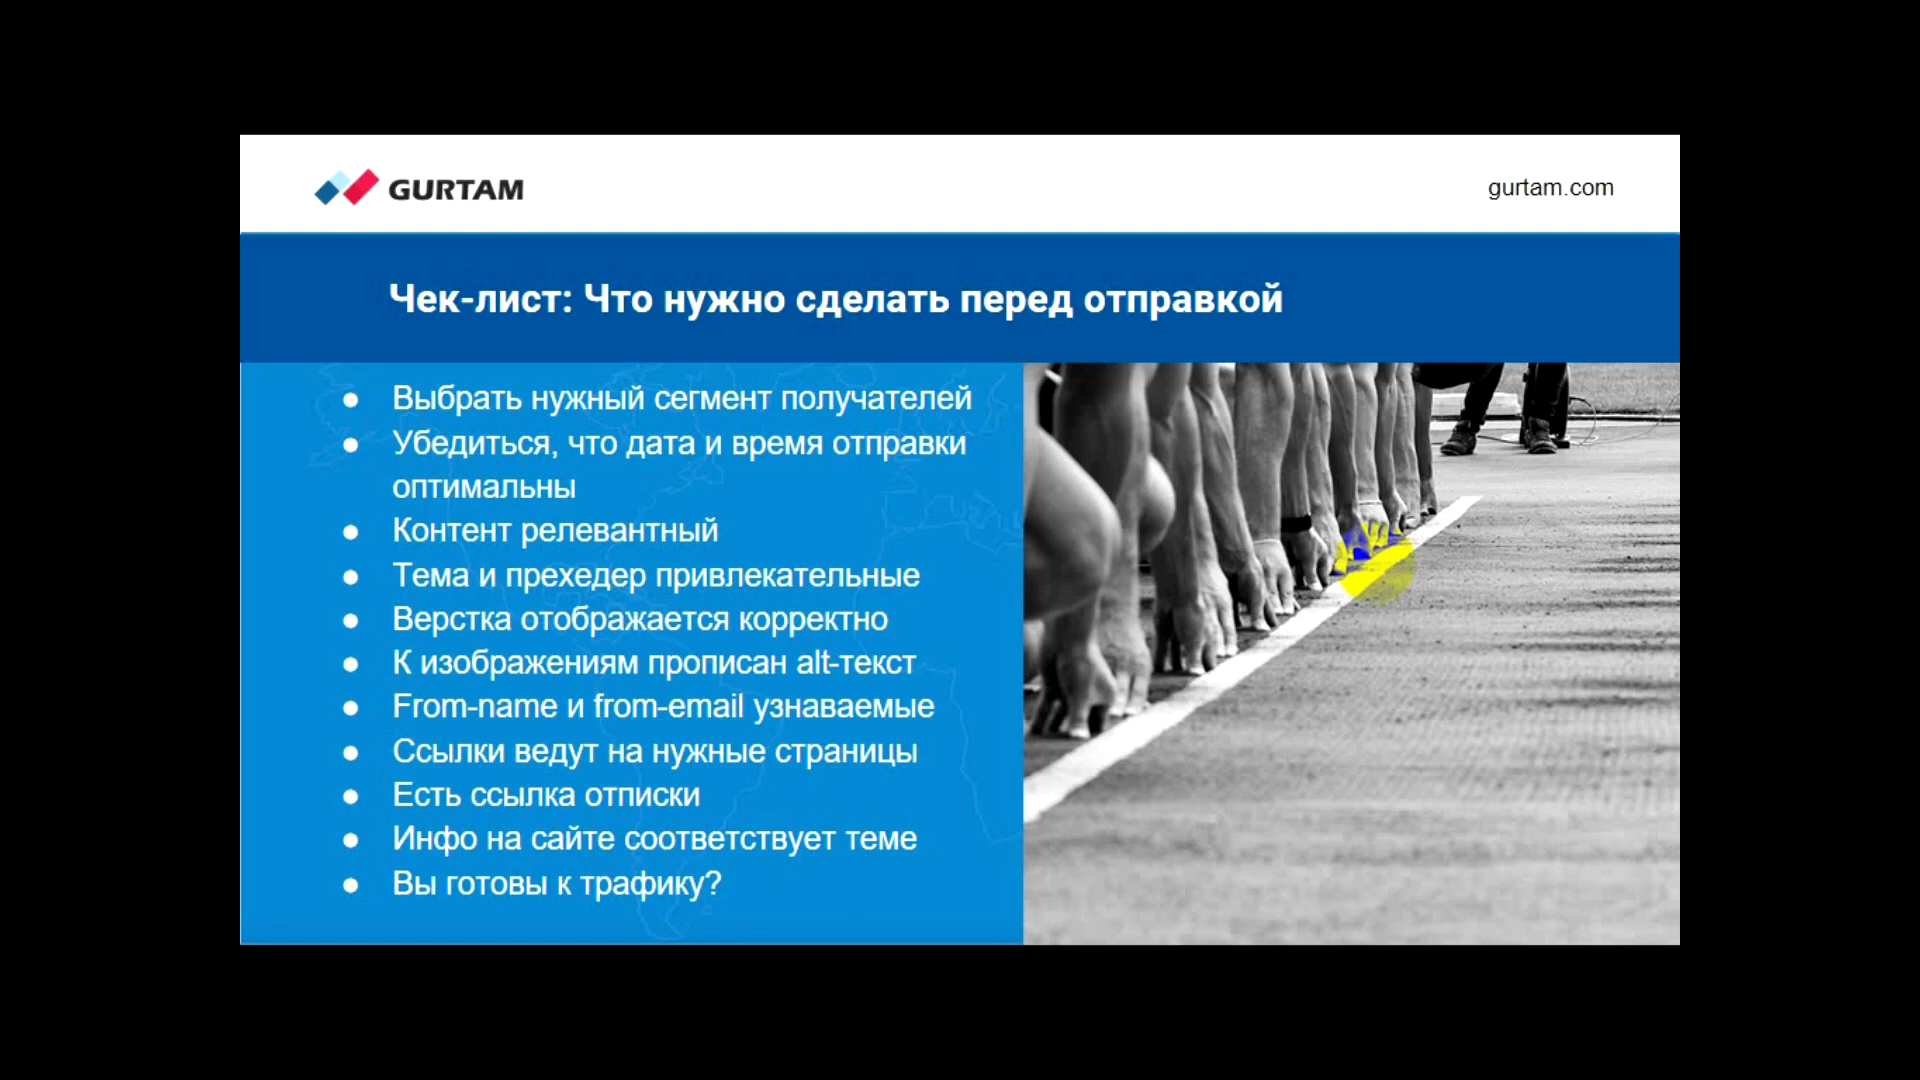 GURTAM
gurtam.com
Чек-лист: Что нужно сделать перед отправкой
● Выбрать нужный сегмент получателей
● Убедиться, что дата и время отправки
оптимальны
● Контент релевантный
● Тема и прехедер привлекательные
● Верстка отображается корректно
● К изображениям прописан alt-текст
● From-name и from-email узнаваемые
● Ссылки ведут на нужные страницы
● Есть ссылка отписки
● Инфо на сайте соответствует теме
● Вы готовы к трафику?